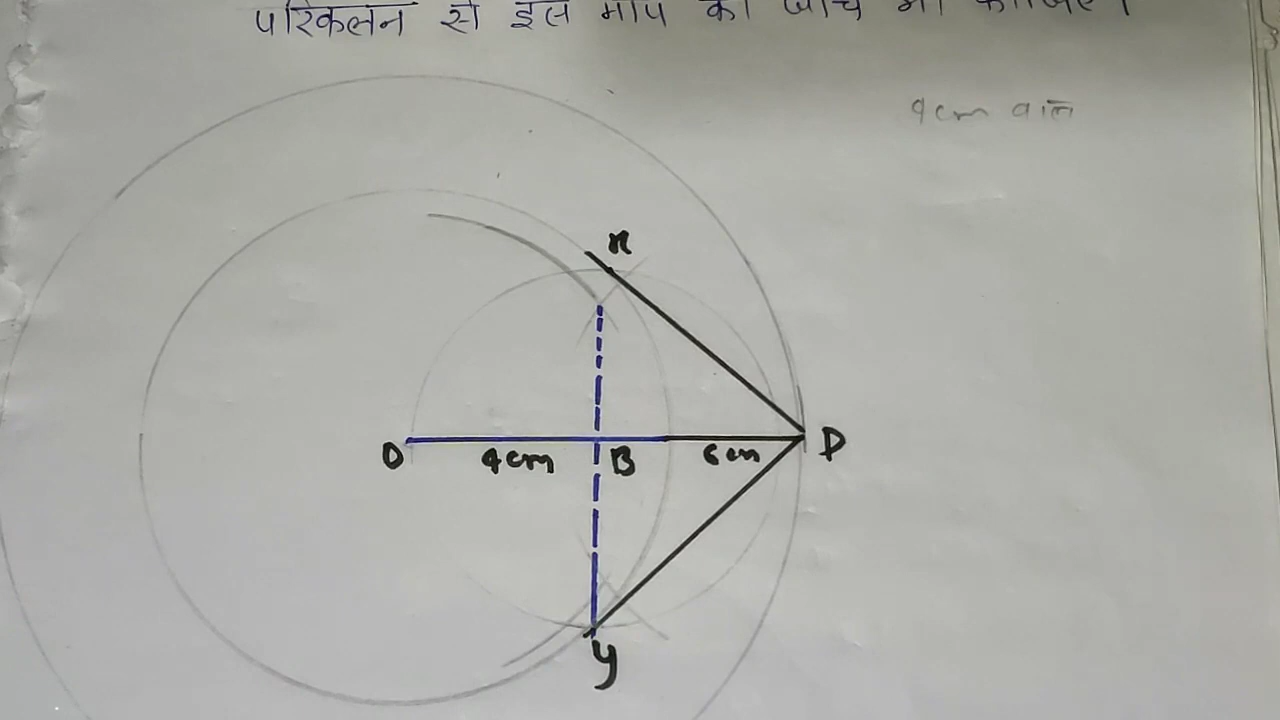 परिकलन से इस माप की जाँच भी कीजिए।
4cm वाले
x
O 4cm B 6cm P
y